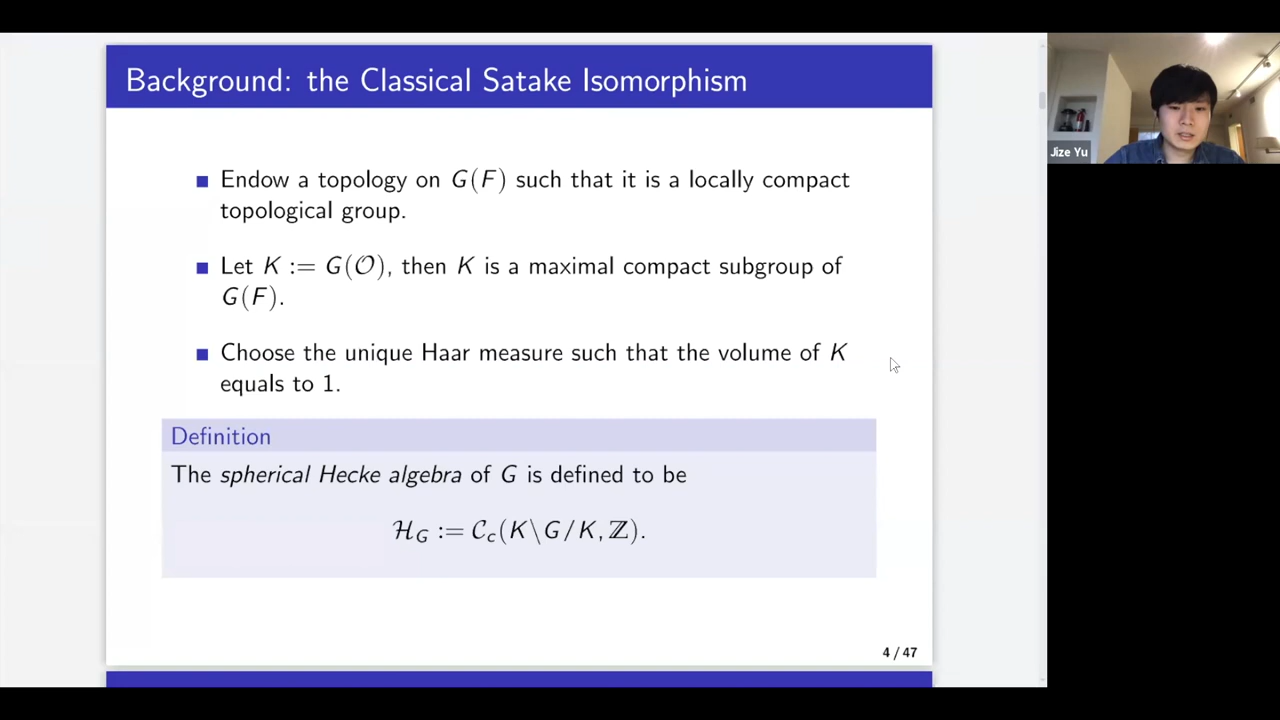 Background: the Classical Satake Isomorphism
Endow a topology on G(F) such that it is a locally compact
topological group.
Let K := G(𝒪), then K is a maximal compact subgroup of
G(F).
Choose the unique Haar measure such that the volume of K
equals to 1.
Definition
The spherical Hecke algebra of G is defined to be
ℋ_G := 𝒞_c(K\G/K, ℤ).
4 / 47
Jize Yu